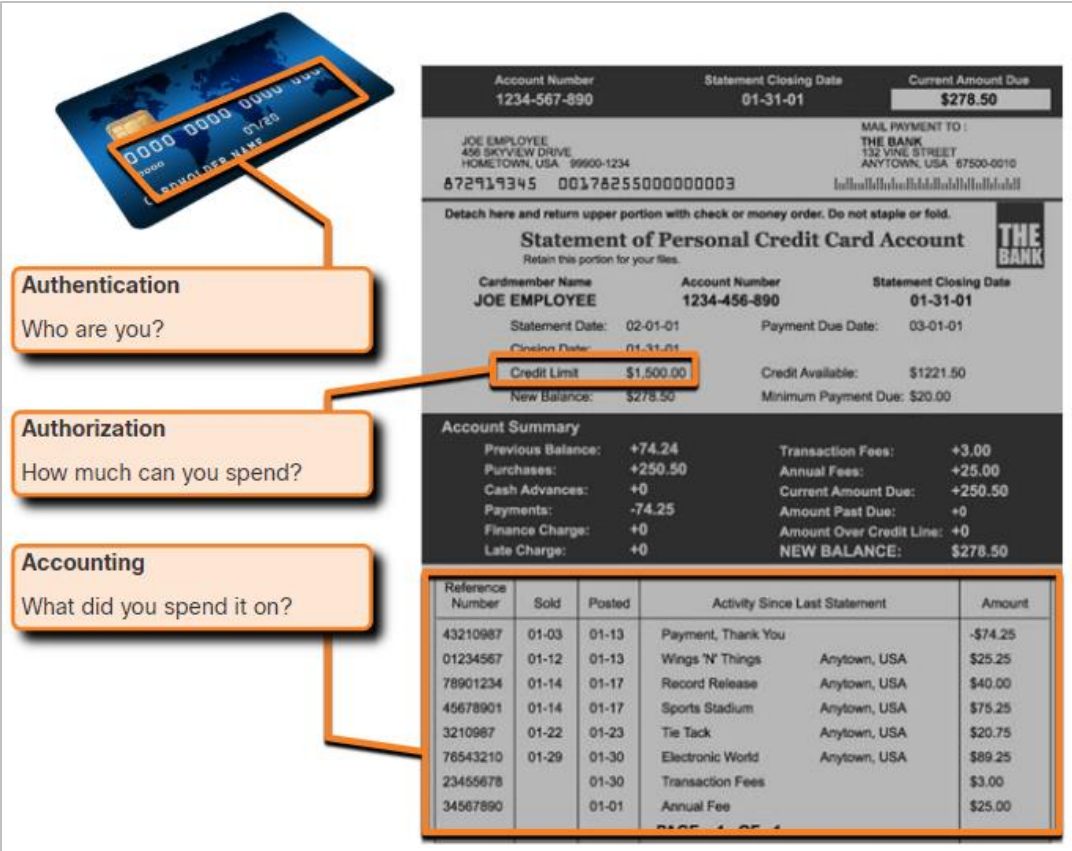 0000 0000 0000 000
0000
07/20
CARDHOLDER NAME
Authentication
Who are you?
Authorization
How much can you spend?
Accounting
What did you spend it on?
Account Number Statement Closing Date Current Amount Due
1234-567-890 01-31-01 $278.50
JOE EMPLOYEE
456 SKYVIEW DRIVE
HOMETOWN, USA 99900-1234
MAIL PAYMENT TO :
THE BANK
132 VINE STREET
ANYTOWN, USA 67500-0010
872919345 00178255000000003
Detach here and return upper portion with check or money order. Do not staple or fold.
Statement of Personal Credit Card Account
Retain this portion for your files.
THE
BANK
Cardmember Name Account Number Statement Closing Date
JOE EMPLOYEE 1234-456-890 01-31-01
Statement Date: 02-01-01 Payment Due Date: 03-01-01
Closing Date: 01-31-01
Credit Limit $1,500.00 Credit Available: $1221.50
New Balance: $278.50 Minimum Payment Due: $20.00
Account Summary
Previous Balance: +74.24 Transaction Fees: +3.00
Purchases: +250.50 Annual Fees: +25.00
Cash Advances: +0 Current Amount Due: +250.50
Payments: -74.25 Amount Past Due: +0
Finance Charge: +0 Amount Over Credit Line: +0
Late Charge: +0 NEW BALANCE: $278.50
Reference
Number Sold Posted Activity Since Last Statement Amount
43210987 01-03 01-13 Payment, Thank You -$74.25
01234567 01-12 01-13 Wings 'N' Things Anytown, USA $25.25
78901234 01-14 01-17 Record Release Anytown, USA $40.00
45678901 01-14 01-17 Sports Stadium Anytown, USA $75.25
3210987 01-22 01-23 Tie Tack Anytown, USA $20.75
76543210 01-29 01-30 Electronic World Anytown, USA $89.25
23455678 01-30 Transaction Fees $3.00
34567890 01-01 Annual Fee $25.00
PAGE 1 OF 1